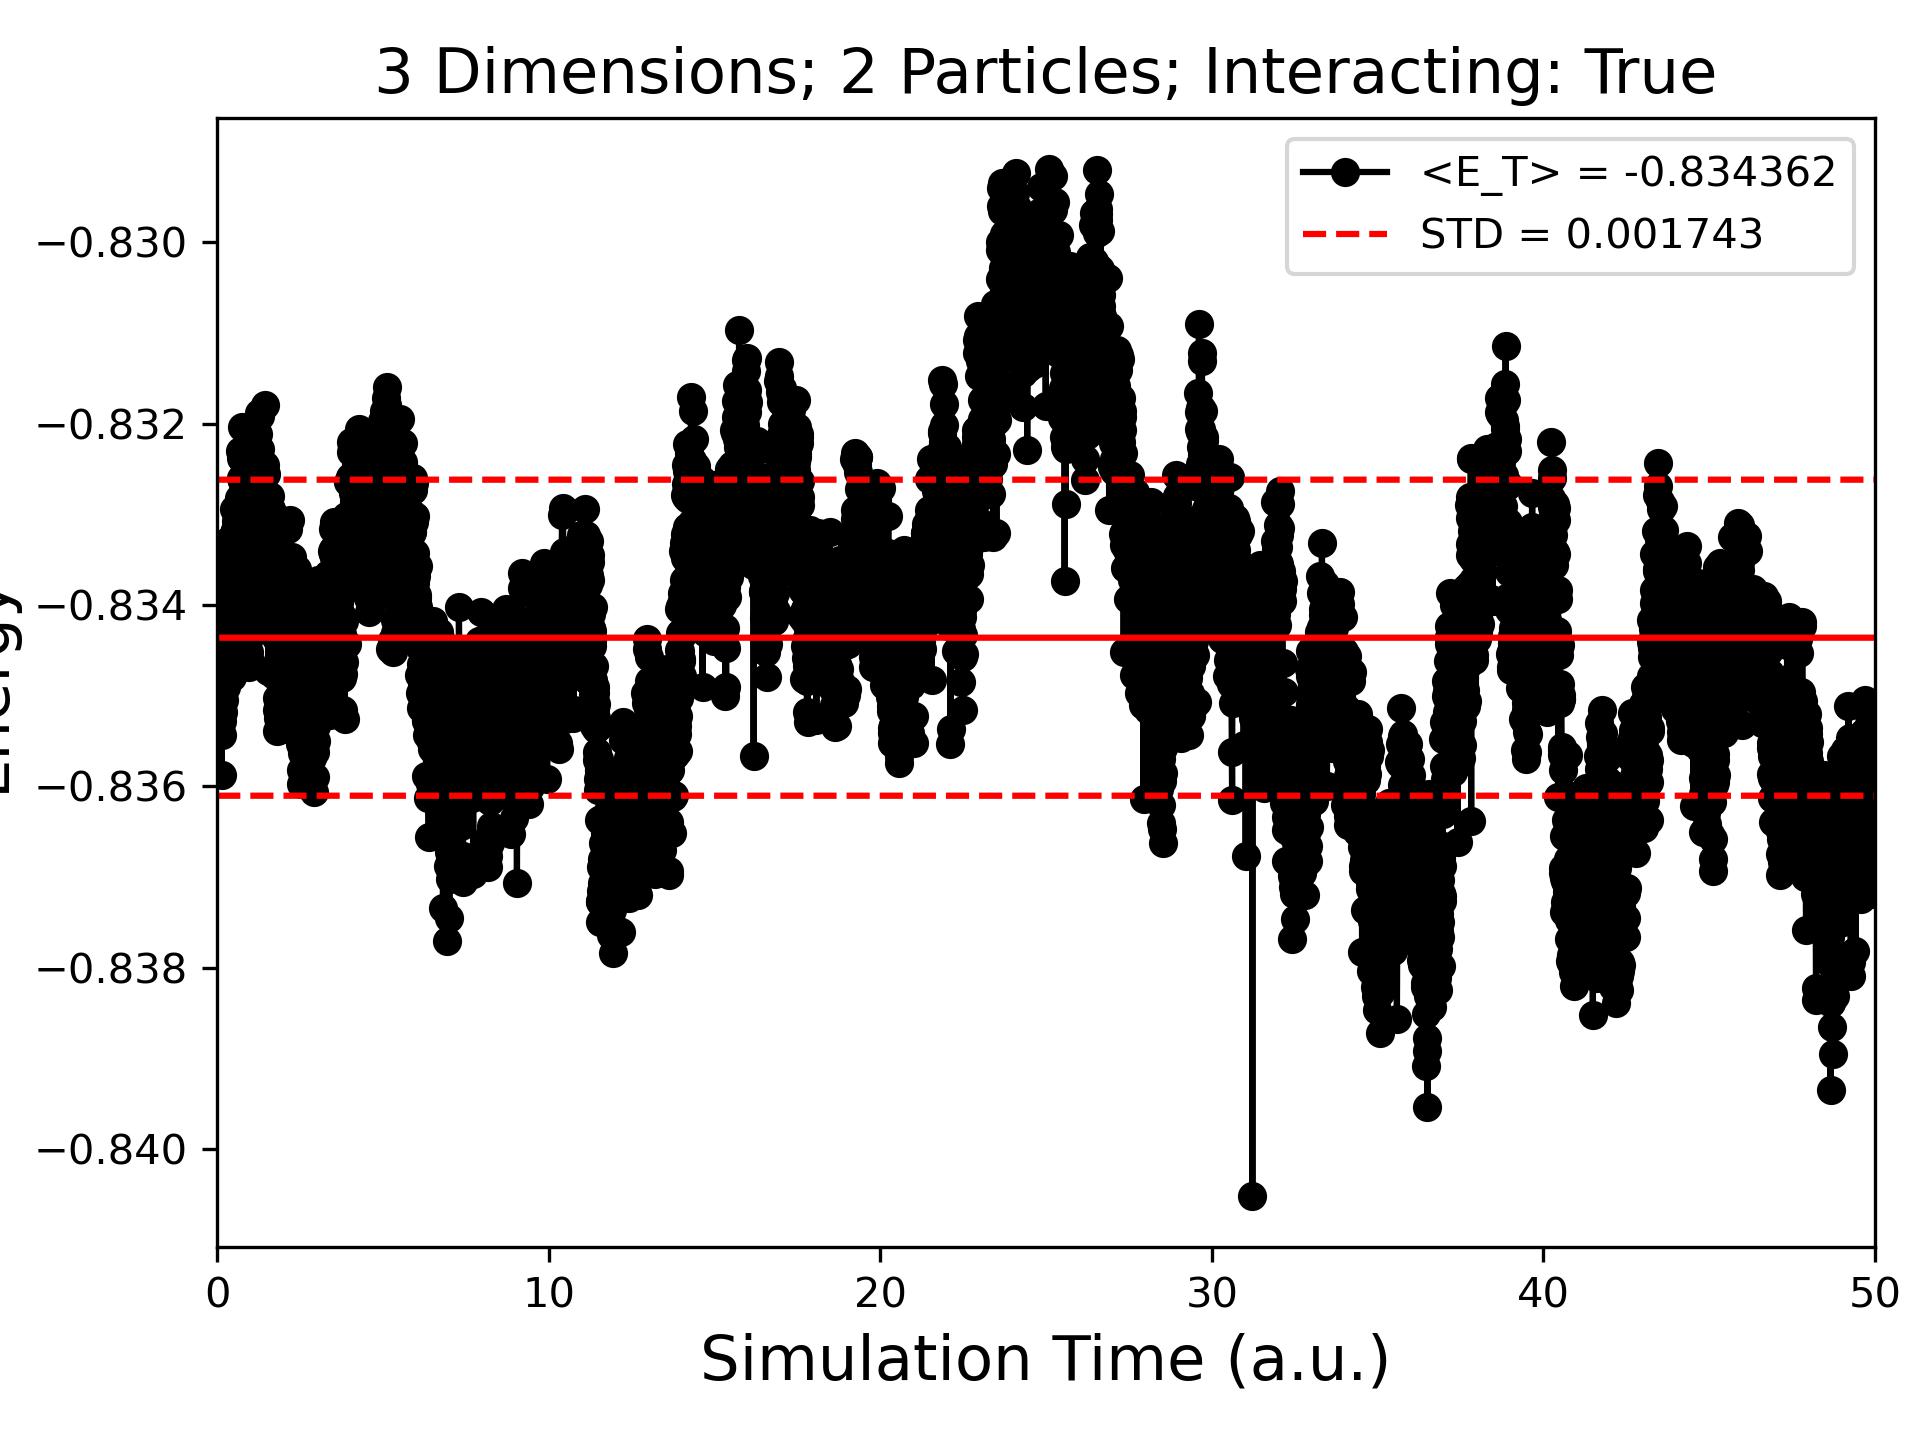 3 Dimensions; 2 Particles; Interacting: True
<E_T> = -0.834362
STD = 0.001743
Energy
−0.830
−0.832
−0.834
−0.836
−0.838
−0.840
0 10 20 30 40 50
Simulation Time (a.u.)